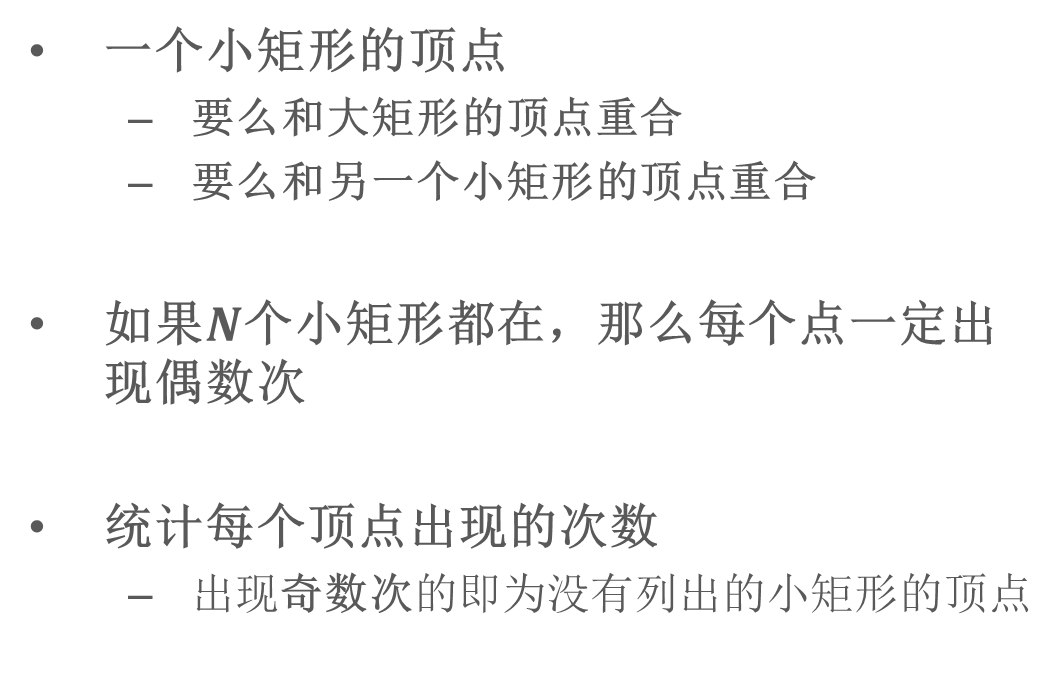 • 一个小矩形的顶点
– 要么和大矩形的顶点重合
– 要么和另一个小矩形的顶点重合
• 如果N个小矩形都在，那么每个点一定出
现偶数次
• 统计每个顶点出现的次数
– 出现奇数次的即为没有列出的小矩形的顶点